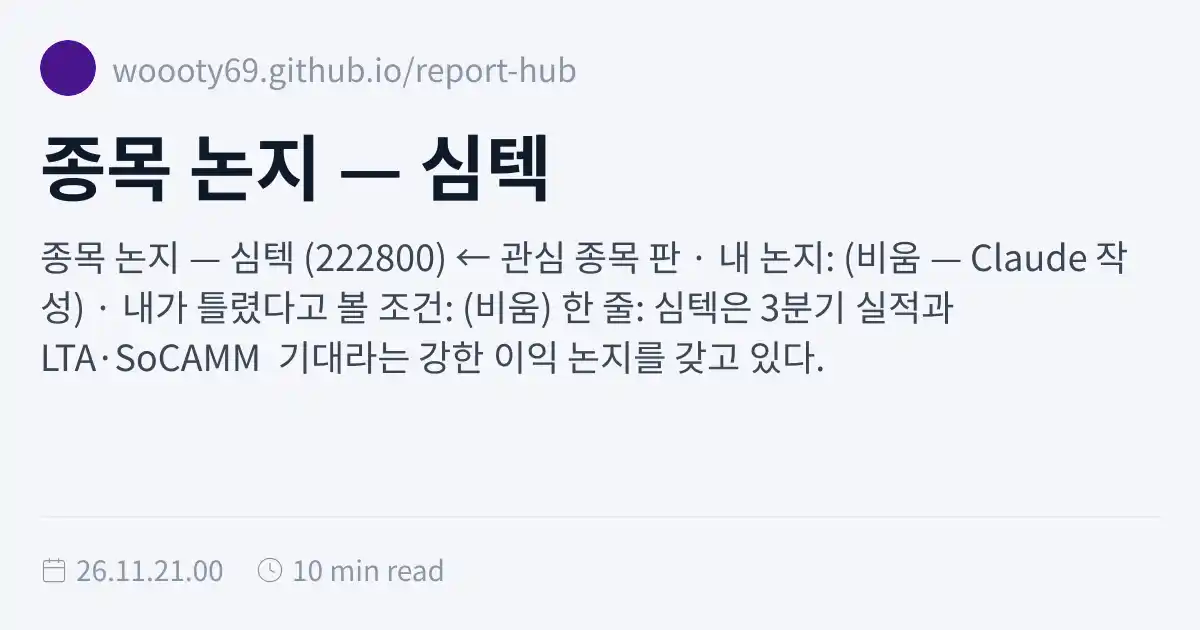 woooty69.github.io/report-hub
종목 논지 — 심텍
종목 논지 — 심텍 (222800) ← 관심 종목 판 · 내 논지: (비움 — Claude 작
성) · 내가 틀렸다고 볼 조건: (비움) 한 줄: 심텍은 3분기 실적과
LTA·SoCAMM 기대라는 강한 이익 논지를 갖고 있다.
26.11.21.00
10 min read